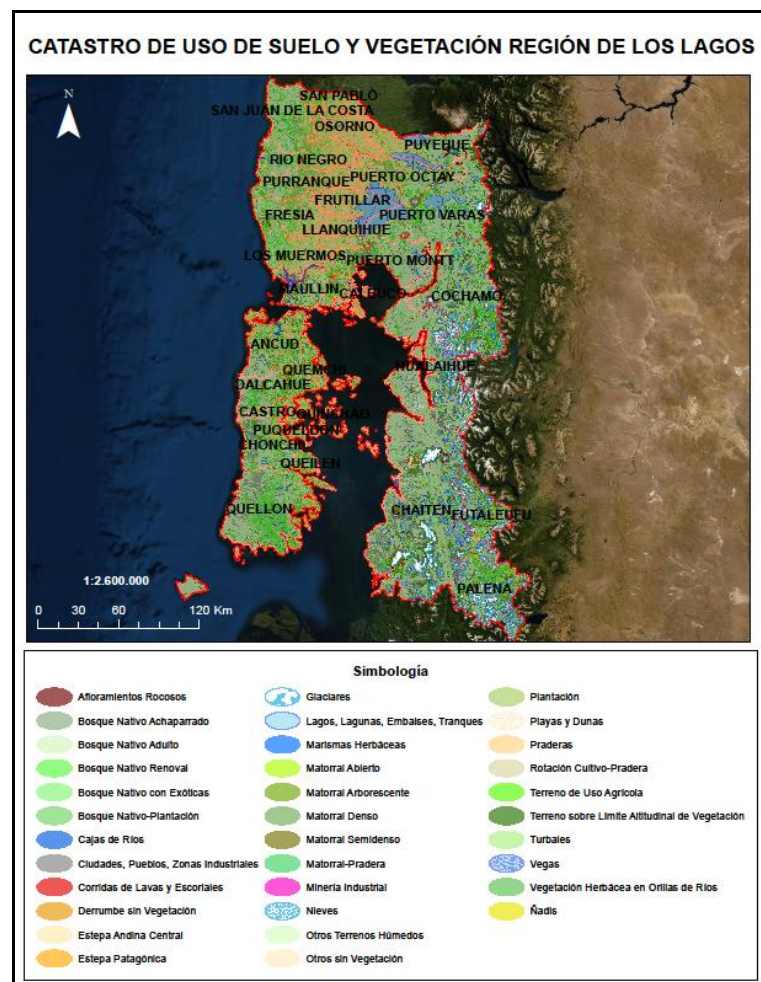 CATASTRO DE USO DE SUELO Y VEGETACIÓN REGIÓN DE LOS LAGOS
N
SAN PABLO
SAN JUAN DE LA COSTA
OSORNO
PUYEHUE
RIO NEGRO
PUERTO OCTAY
PURRANQUE
FRUTILLAR
FRESIA
PUERTO VARAS
LLANQUIHUE
LOS MUERMOS
PUERTO MONTT
MAULLIN
CALBUCO
COCHAMO
ANCUD
HUALAIHUE
QUEMCHI
DALCAHUE
CASTRO
QUINCHAO
PUQUELDON
CHONCHI
QUEILEN
QUELLON
CHAITEN
FUTALEUFU
PALENA
1:2.600.000
0 30 60 120 Km
Simbología
Afloramientos Rocosos
Bosque Nativo Achaparrado
Bosque Nativo Adulto
Bosque Nativo Renoval
Bosque Nativo con Exóticas
Bosque Nativo-Plantación
Cajas de Ríos
Ciudades, Pueblos, Zonas Industriales
Corridas de Lavas y Escoriales
Derrumbe sin Vegetación
Estepa Andina Central
Estepa Patagónica
Glaciares
Lagos, Lagunas, Embalses, Tranques
Marismas Herbáceas
Matorral Abierto
Matorral Arborescente
Matorral Denso
Matorral Semidenso
Matorral-Pradera
Minería Industrial
Nieves
Otros Terrenos Húmedos
Otros sin Vegetación
Plantación
Playas y Dunas
Praderas
Rotación Cultivo-Pradera
Terreno de Uso Agrícola
Terreno sobre Limite Altitudinal de Vegetación
Turbales
Vegas
Vegetación Herbácea en Orillas de Ríos
Ñadis